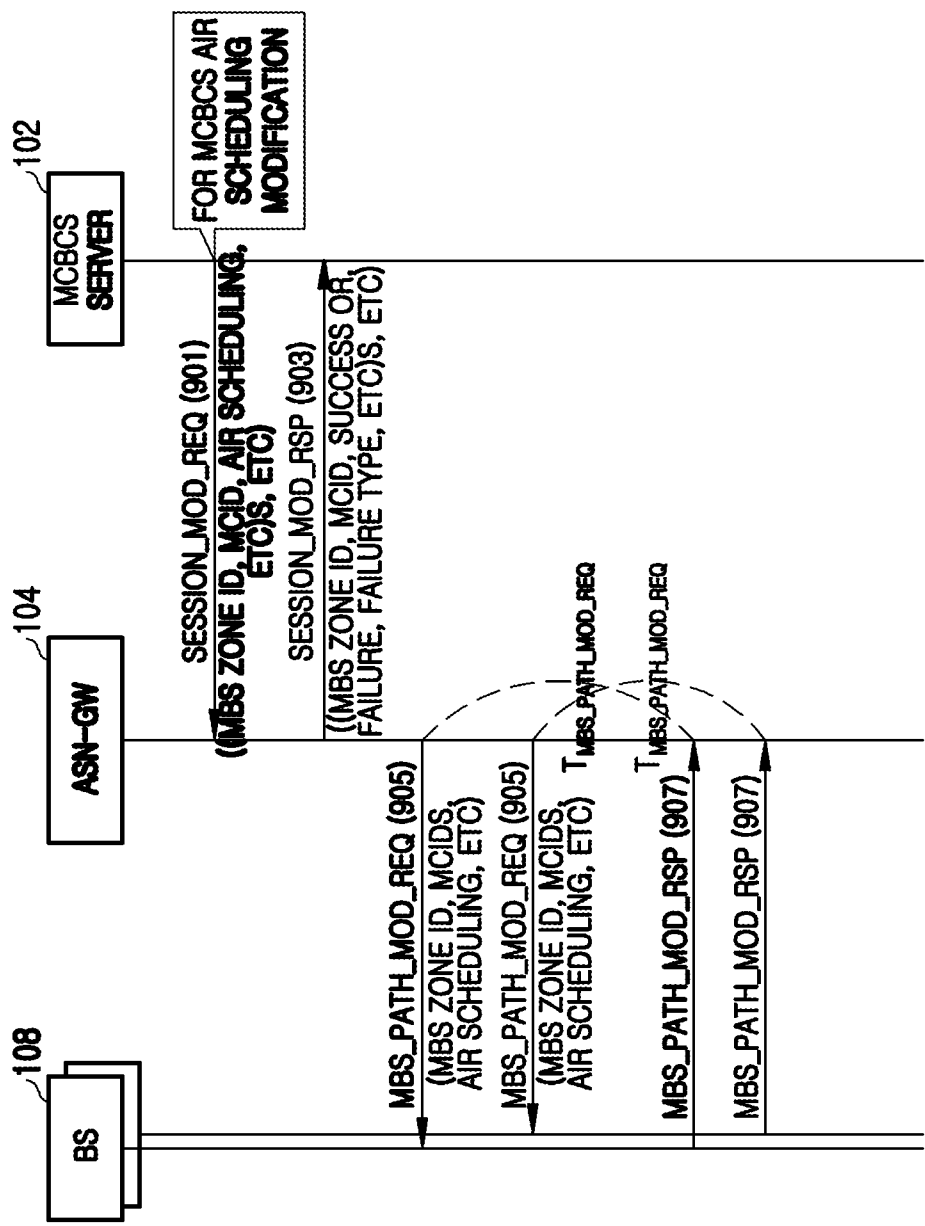 108
BS
104
ASN-GW
102
MCBCS
SERVER
FOR MCBCS AIR
SCHEDULING
MODIFICATION
SESSION_MOD_REQ (901)
((MBS ZONE ID, MCID, AIR SCHEDULING,
ETC)S, ETC)
SESSION_MOD_RSP (903)
((MBS ZONE ID, MCID, SUCCESS OR
FAILURE, FAILURE TYPE, ETC)S, ETC)
MBS_PATH_MOD_REQ (905)
(MBS ZONE ID, MCIDS,
AIR SCHEDULING, ETC)
MBS_PATH_MOD_REQ (905)
(MBS ZONE ID, MCIDS,
AIR SCHEDULING, ETC)
TMBS_PATH_MOD_REQ
TMBS_PATH_MOD_REQ
MBS_PATH_MOD_RSP (907)
MBS_PATH_MOD_RSP (907)